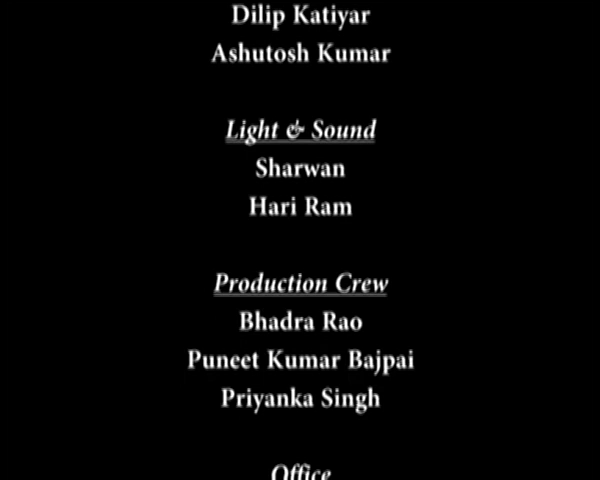 Dilip Katiyar
Ashutosh Kumar
Light & Sound
Sharwan
Hari Ram
Production Crew
Bhadra Rao
Puneet Kumar Bajpai
Priyanka Singh
Office